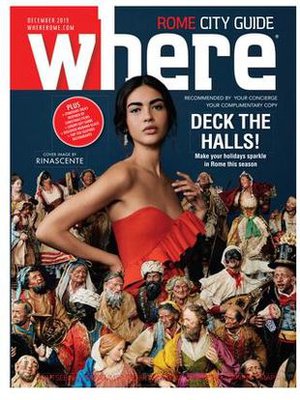 DECEMBER 2019
WHEREROME.COM
ROME CITY GUIDE
where®
RECOMMENDED BY YOUR CONCIERGE
YOUR COMPLIMENTARY COPY
PLUS
DECK THE
HALLS!
Make your holidays sparkle
in Rome this season
COVER IMAGE BY
RINASCENTE